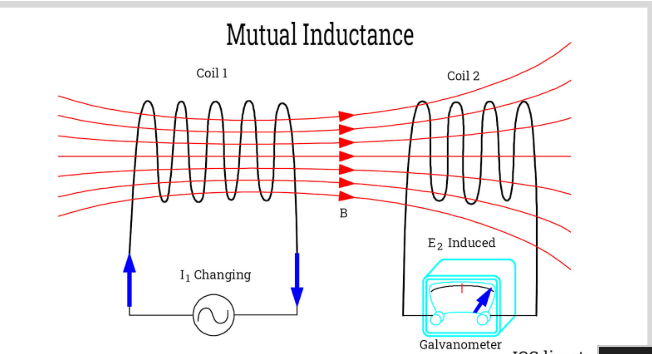 Mutual Inductance
Coil 1
Coil 2
B
E2 Induced
I1 Changing
Galvanometer